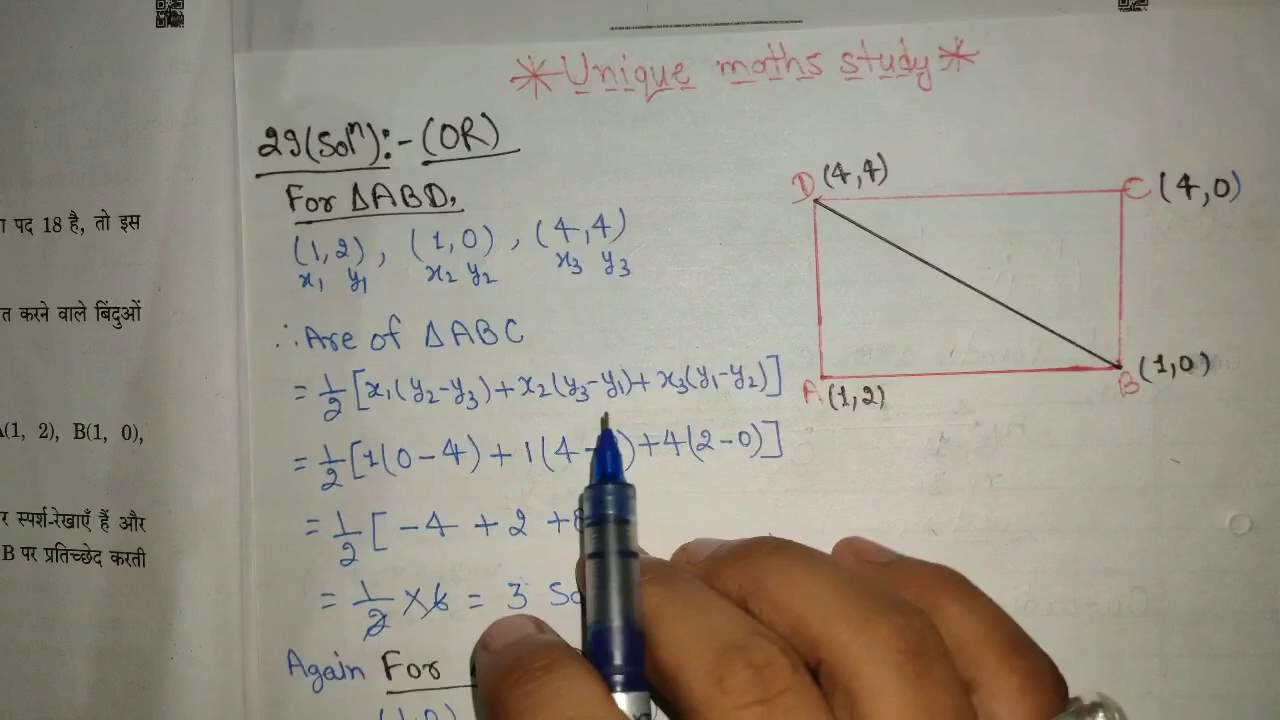 *Unique maths study*
29(Solⁿ):-(OR)
For ΔABD,
(1,2), (1,0), (4,4)
x₁ y₁ x₂ y₂ x₃ y₃
∴ Are of ΔABC
= 1/2 [x₁(y₂-y₃)+x₂(y₃-y₁)+x₃(y₁-y₂)]
= 1/2 [1(0-4)+1(4-)+4(2-0)]
= 1/2 [-4+2+
= 1/2 ×6 = 3
Again For
(1,0)
D (4,4)
C (4,0)
A (1,2)
B (1,0)
पद 18 है, तो इस
करने वाले बिंदुओं
(1, 2), B(1, 0),
स्पर्श-रेखाएँ हैं और
B पर प्रतिच्छेद करती